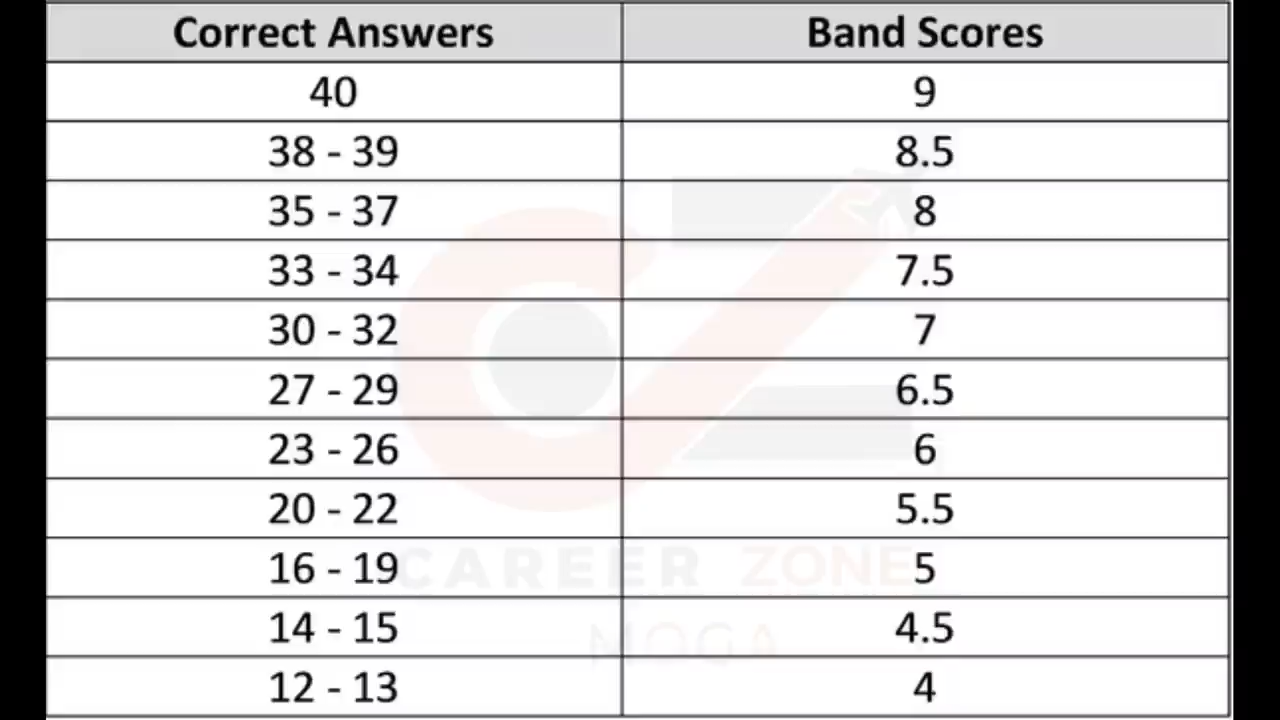 Correct Answers Band Scores
40 9
38 - 39 8.5
35 - 37 8
33 - 34 7.5
30 - 32 7
27 - 29 6.5
23 - 26 6
20 - 22 5.5
16 - 19 5
14 - 15 4.5
12 - 13 4
CAREER ZONE
MOGA